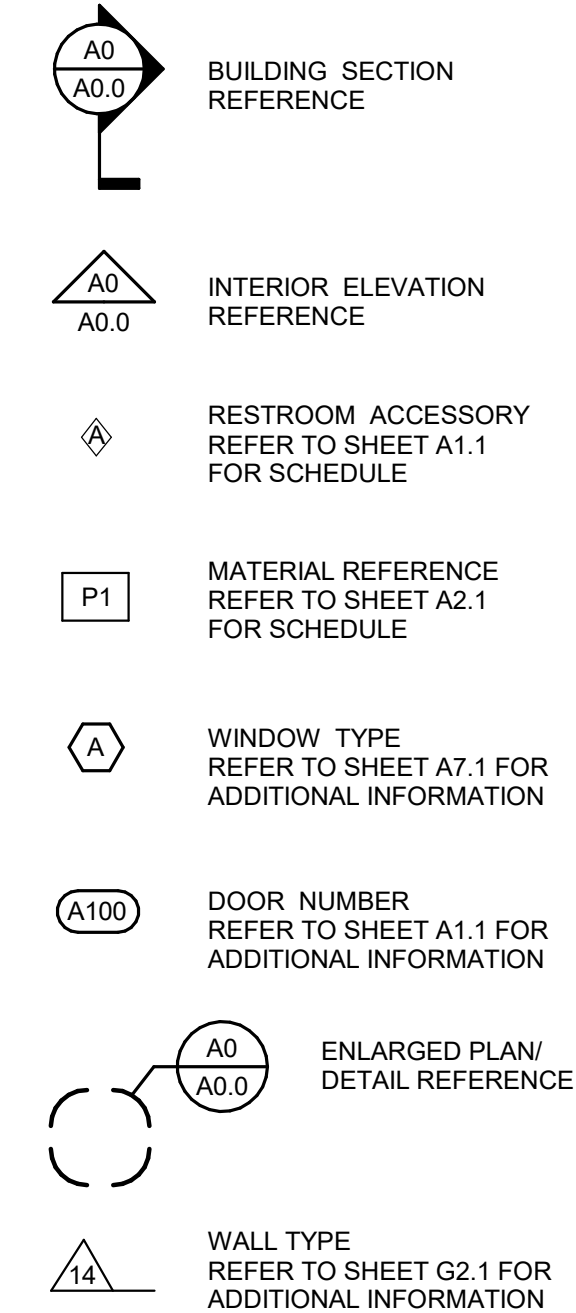 A0
A0.0
BUILDING SECTION
REFERENCE
A0
A0.0
INTERIOR ELEVATION
REFERENCE
A
RESTROOM ACCESSORY
REFER TO SHEET A1.1
FOR SCHEDULE
P1
MATERIAL REFERENCE
REFER TO SHEET A2.1
FOR SCHEDULE
A
WINDOW TYPE
REFER TO SHEET A7.1 FOR
ADDITIONAL INFORMATION
A100
DOOR NUMBER
REFER TO SHEET A1.1 FOR
ADDITIONAL INFORMATION
A0
A0.0
ENLARGED PLAN/
DETAIL REFERENCE
14
WALL TYPE
REFER TO SHEET G2.1 FOR
ADDITIONAL INFORMATION